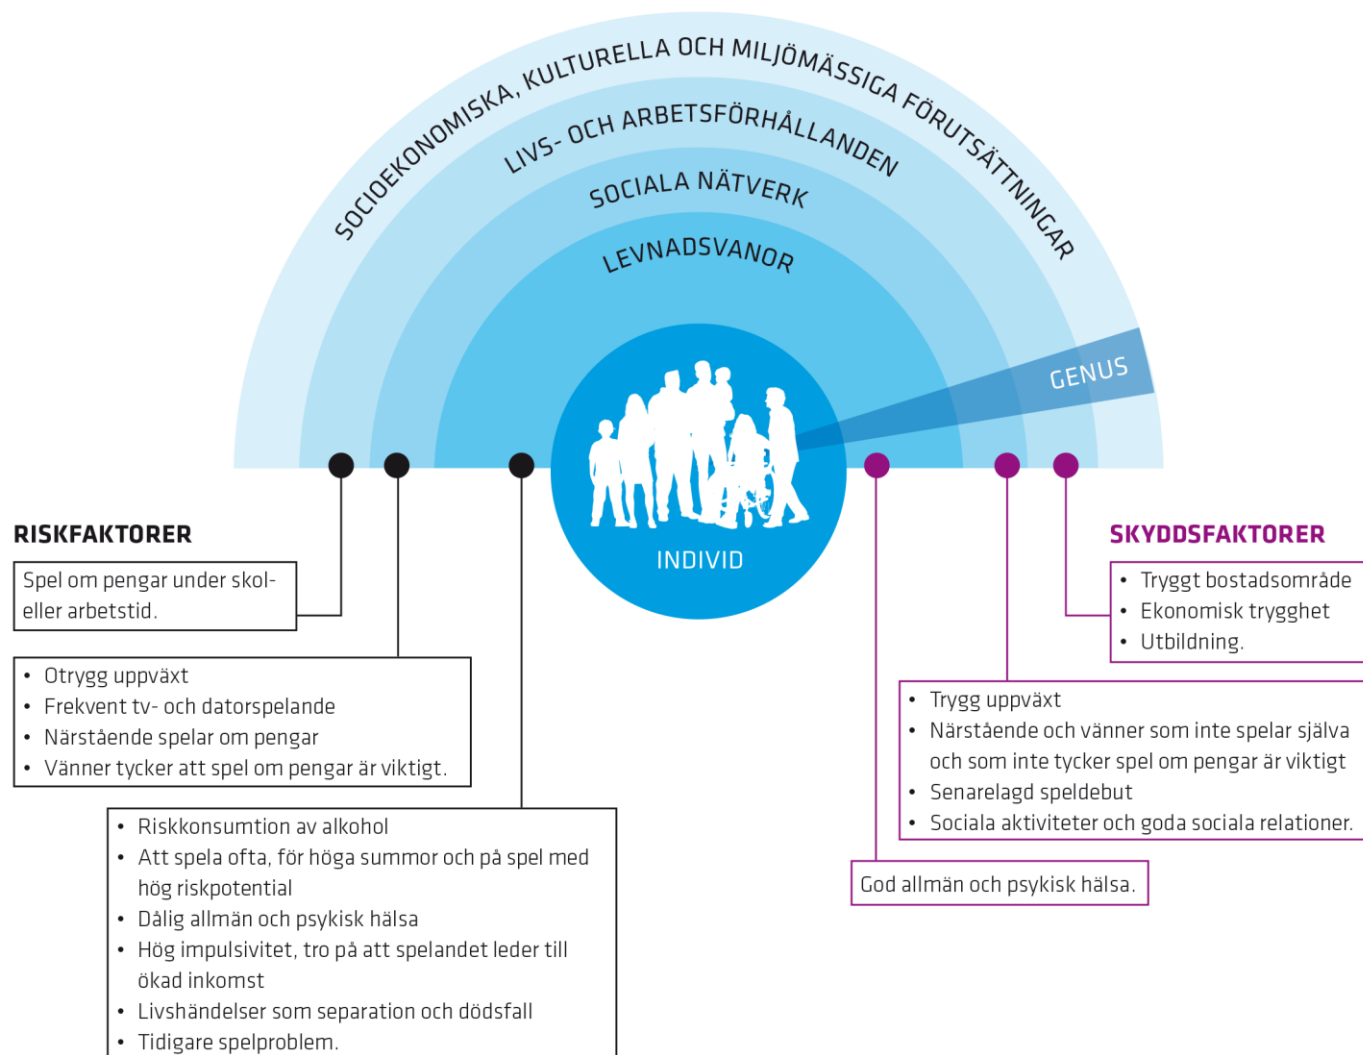 SOCIOEKONOMISKA, KULTURELLA OCH MILJÖMÄSSIGA FÖRUTSÄTTNINGAR
LIVS- OCH ARBETSFÖRHÅLLANDEN
SOCIALA NÄTVERK
LEVNADSVANOR
GENUS
INDIVID
RISKFAKTORER
Spel om pengar under skol-
eller arbetstid.
• Otrygg uppväxt
• Frekvent tv- och datorspelande
• Närstående spelar om pengar
• Vänner tycker att spel om pengar är viktigt.
• Riskkonsumtion av alkohol
• Att spela ofta, för höga summor och på spel med
hög riskpotential
• Dålig allmän och psykisk hälsa
• Hög impulsivitet, tro på att spelandet leder till
ökad inkomst
• Livshändelser som separation och dödsfall
• Tidigare spelproblem.
SKYDDSFAKTORER
• Tryggt bostadsområde
• Ekonomisk trygghet
• Utbildning.
• Trygg uppväxt
• Närstående och vänner som inte spelar själva
och som inte tycker spel om pengar är viktigt
• Senarelagd speldebut
• Sociala aktiviteter och goda sociala relationer.
God allmän och psykisk hälsa.